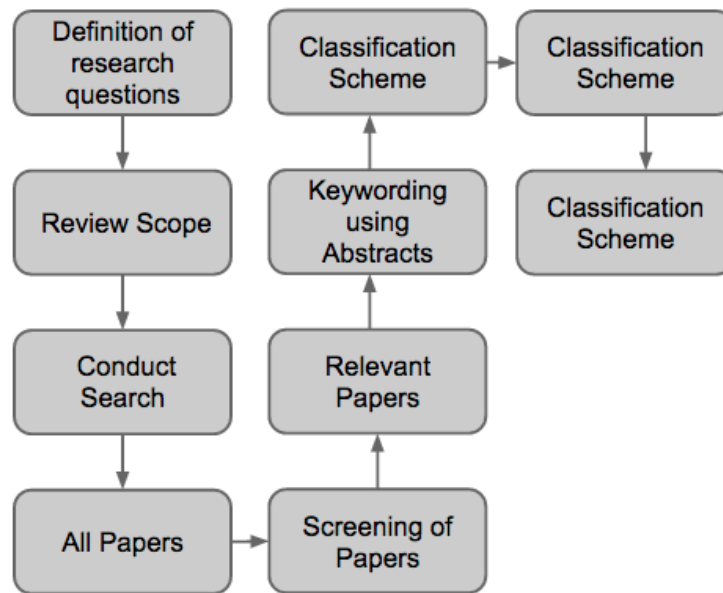 Definition of
research
questions
Review Scope
Conduct
Search
All Papers
Screening of
Papers
Relevant
Papers
Keywording
using
Abstracts
Classification
Scheme
Classification
Scheme
Classification
Scheme